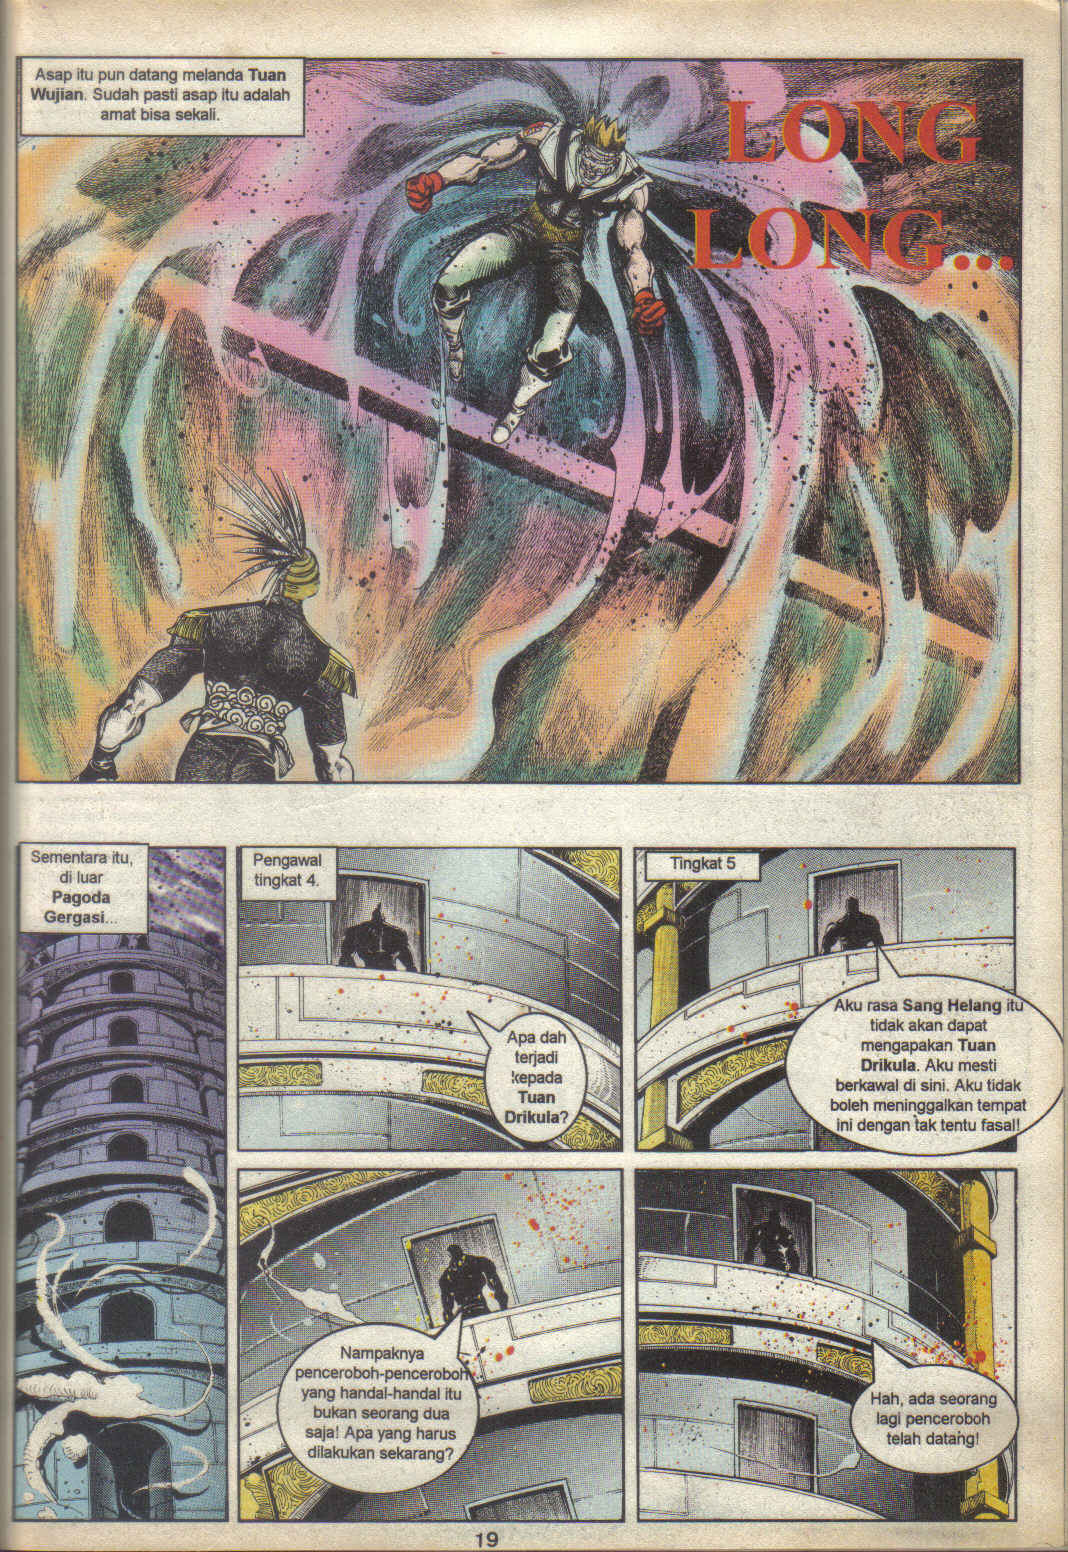 Asap itu pun datang melanda Tuan
Wujian. Sudah pasti asap itu adalah
amat bisa sekali.
LONG
LONG...
Sementara itu,
di luar
Pagoda
Gergasi...
Pengawal
tingkat 4.
Apa dah
terjadi
kepada
Tuan
Drikula?
Tingkat 5
Aku rasa Sang Helang itu
tidak akan dapat
mengapakan Tuan
Drikula. Aku mesti
berkawal di sini. Aku tidak
boleh meninggalkan tempat
ini dengan tak tentu fasal!
Nampaknya
penceroboh-penceroboh
yang handal-handal itu
bukan seorang dua
saja! Apa yang harus
dilakukan sekarang?
Hah, ada seorang
lagi penceroboh
telah datang!
19